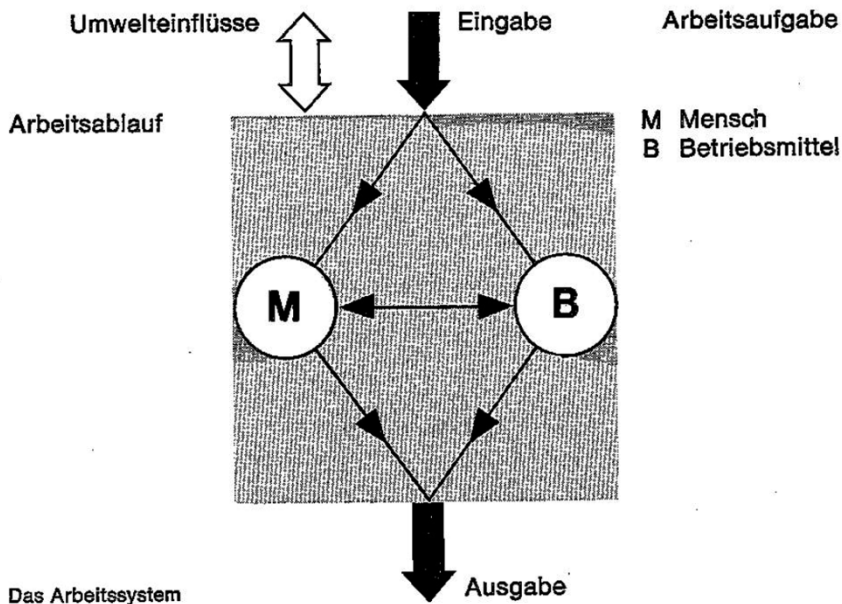 Umwelteinflüsse
Eingabe
Arbeitsaufgabe
Arbeitsablauf
M Mensch
B Betriebsmittel
M
B
Ausgabe
Das Arbeitssystem